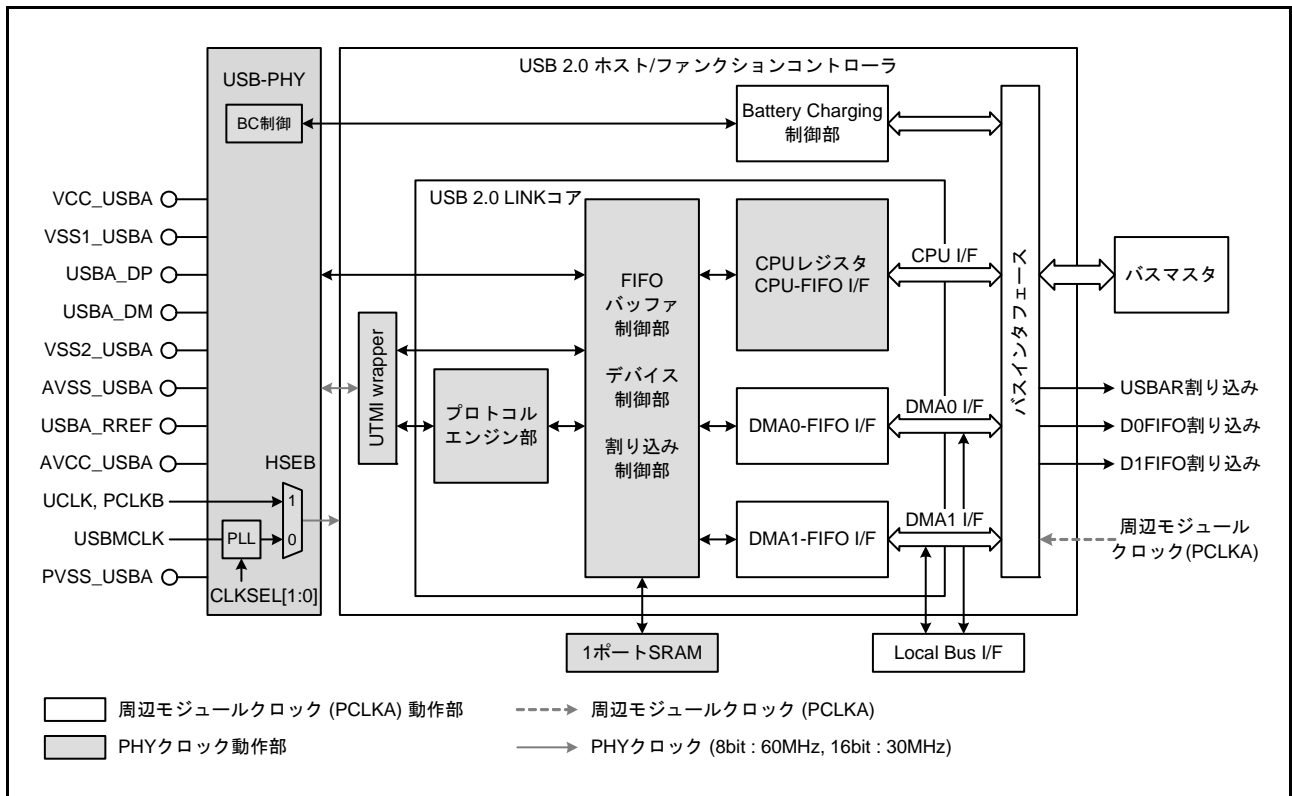 USB-PHY
BC制御
VCC_USBA
VSS1_USBA
USBA_DP
USBA_DM
VSS2_USBA
AVSS_USBA
USBA_RREF
AVCC_USBA
HSEB
UCLK, PCLKB
1
USBMCLK
PLL
0
PVSS_USBA
CLKSEL[1:0]
USB 2.0 ホスト/ファンクションコントローラ
Battery Charging
制御部
USB 2.0 LINKコア
UTMI wrapper
プロトコル
エンジン部
FIFO
バッファ
制御部
デバイス
制御部
割り込み
制御部
CPUレジスタ
CPU-FIFO I/F
CPU I/F
DMA0-FIFO I/F
DMA0 I/F
DMA1-FIFO I/F
DMA1 I/F
バスインタフェース
バスマスタ
USBAR割り込み
D0FIFO割り込み
D1FIFO割り込み
周辺モジュール
クロック(PCLKA)
1ポートSRAM
Local Bus I/F
周辺モジュールクロック (PCLKA) 動作部
周辺モジュールクロック (PCLKA)
PHYクロック動作部
PHYクロック (8bit : 60MHz, 16bit : 30MHz)